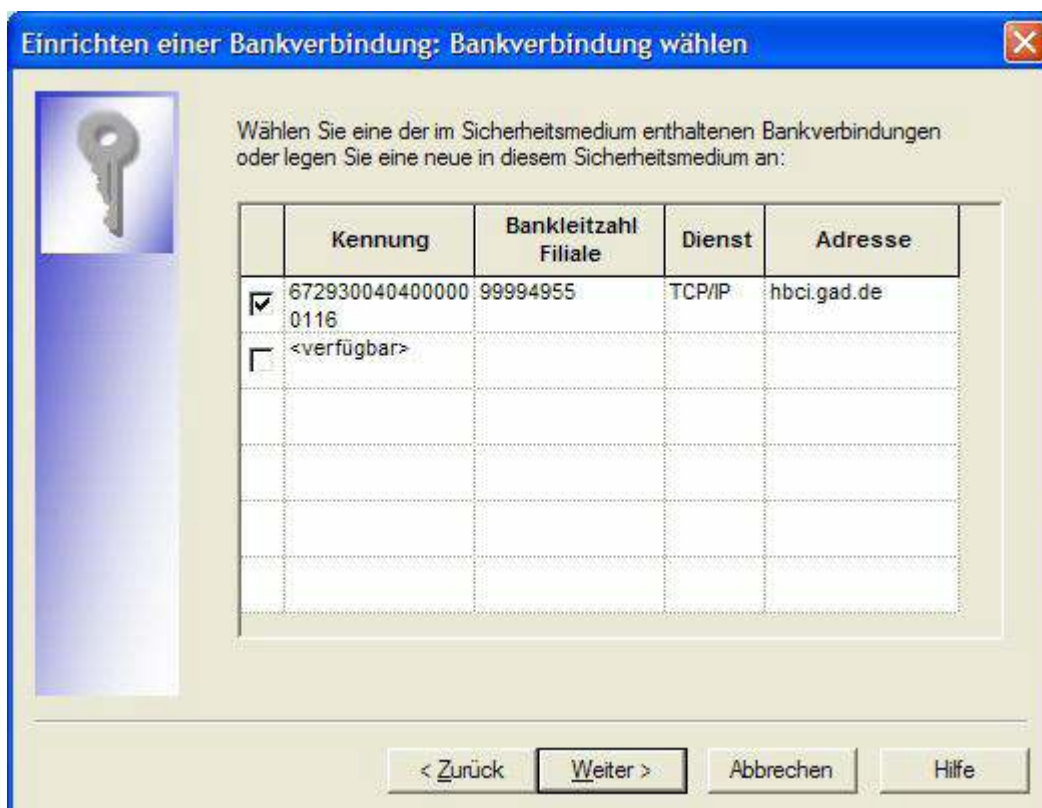 Einrichten einer Bankverbindung: Bankverbindung wählen
Wählen Sie eine der im Sicherheitsmedium enthaltenen Bankverbindungen
oder legen Sie eine neue in diesem Sicherheitsmedium an:
Kennung Bankleitzahl Filiale Dienst Adresse
672930040400000 99994955 TCP/IP hbci.gad.de
0116
<verfügbar>
< Zurück Weiter > Abbrechen Hilfe